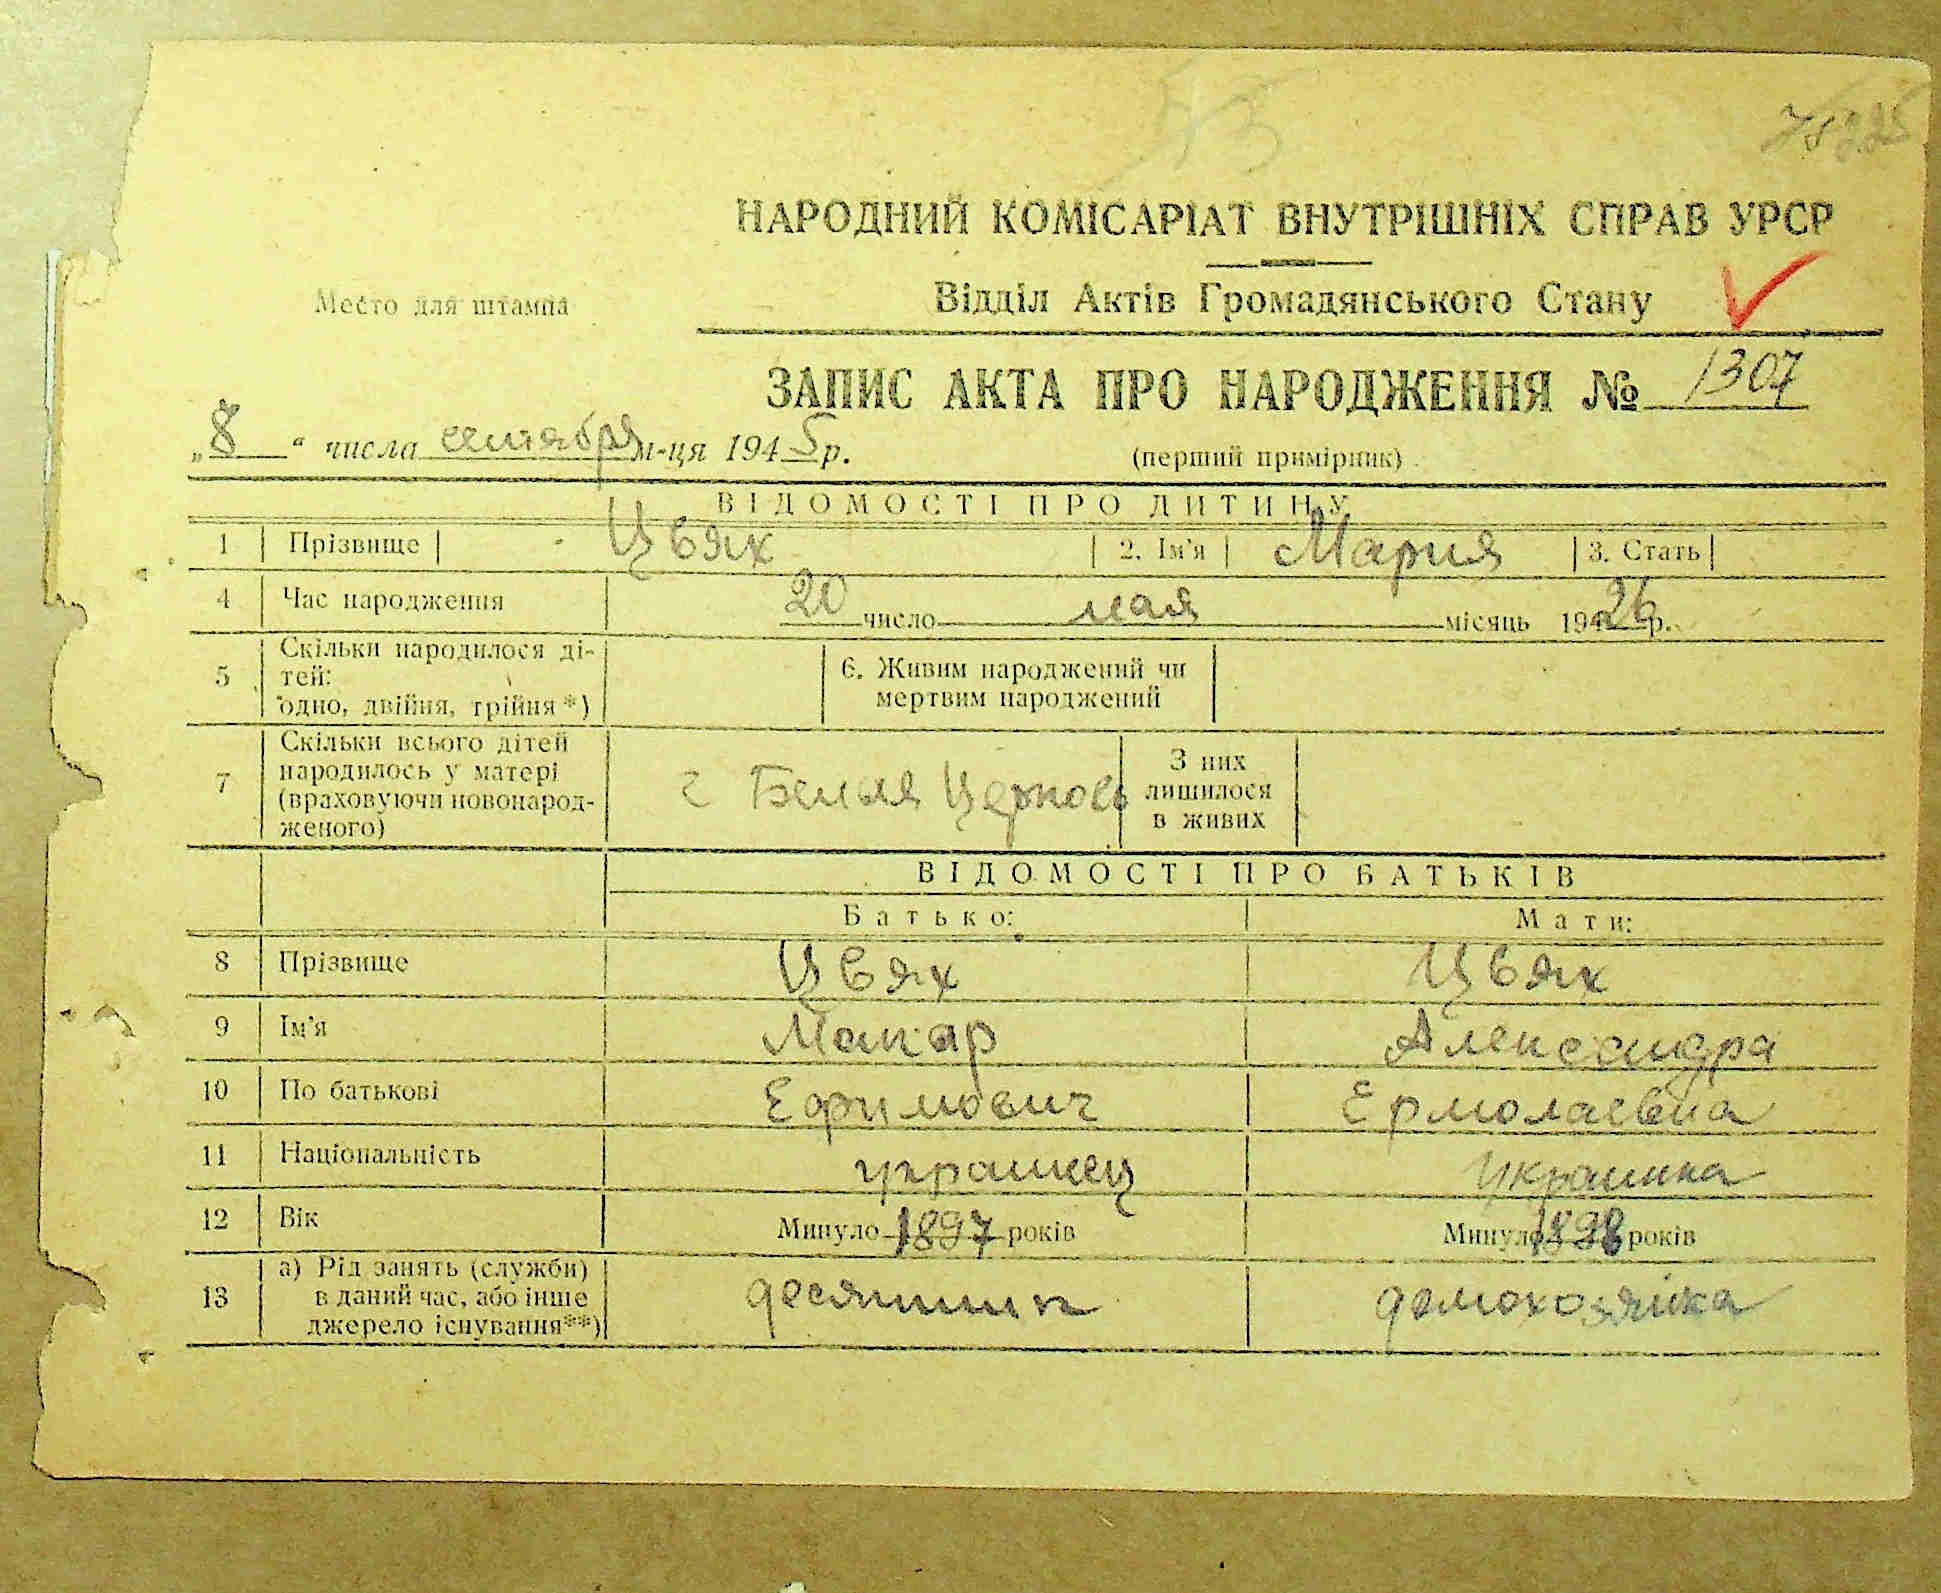 НАРОДНИЙ КОМІСАРІАТ ВНУТРІШНІХ СПРАВ УРСР
Место для штампа
Відділ Актів Громадянського Стану
ЗАПИС АКТА ПРО НАРОДЖЕННЯ № 1307
„8“ числа сентября м-ця 1945 р.
(перший примірник)
ВІДОМОСТІ ПРО ДИТИНУ
1 Прізвище Цвях 2. Ім'я Мария 3. Стать
4 Час народження 20 число мая місяць 1926 р.
5 Скільки народилося ді-
тей:
одно, двійня, трійня*)
6. Живим народжений чи
мертвим народжений
7 Скільки всього дітей
народилось у матері
(враховуючи новонарод-
женого)
г Белая Церковь
З них
лишилося
в живих
ВІДОМОСТІ ПРО БАТЬКІВ
Батько: Мати:
8 Прізвище Цвях Цвях
9 Ім'я Макар Александра
10 По батькові Ефимович Ермолаевна
11 Національність украинец украинка
12 Вік Минуло 1897 років Минуло 1898 років
13 а) Рід занять (служби)
в даний час, або інше
джерело існування**)
десятник домохозяйка